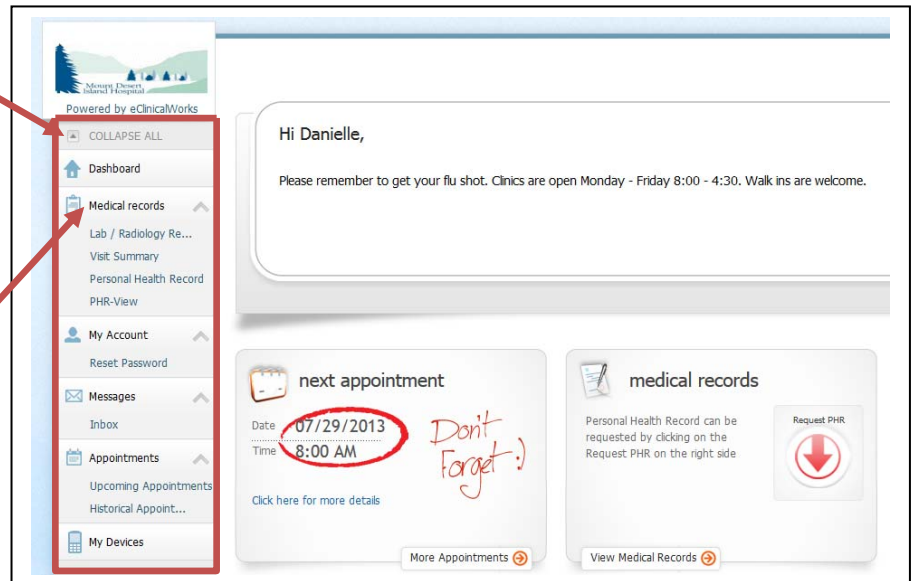 Mount Desert
Island Hospital
Powered by eClinicalWorks
COLLAPSE ALL
Dashboard
Medical records
Lab / Radiology Re...
Visit Summary
Personal Health Record
PHR-View
My Account
Reset Password
Messages
Inbox
Appointments
Upcoming Appointments
Historical Appoint...
My Devices
Hi Danielle,
Please remember to get your flu shot. Clinics are open Monday - Friday 8:00 - 4:30. Walk ins are welcome.
next appointment
Date 07/29/2013
Time 8:00 AM
Don't
Forget :)
Click here for more details
More Appointments
medical records
Personal Health Record can be
requested by clicking on the
Request PHR on the right side
Request PHR
View Medical Records